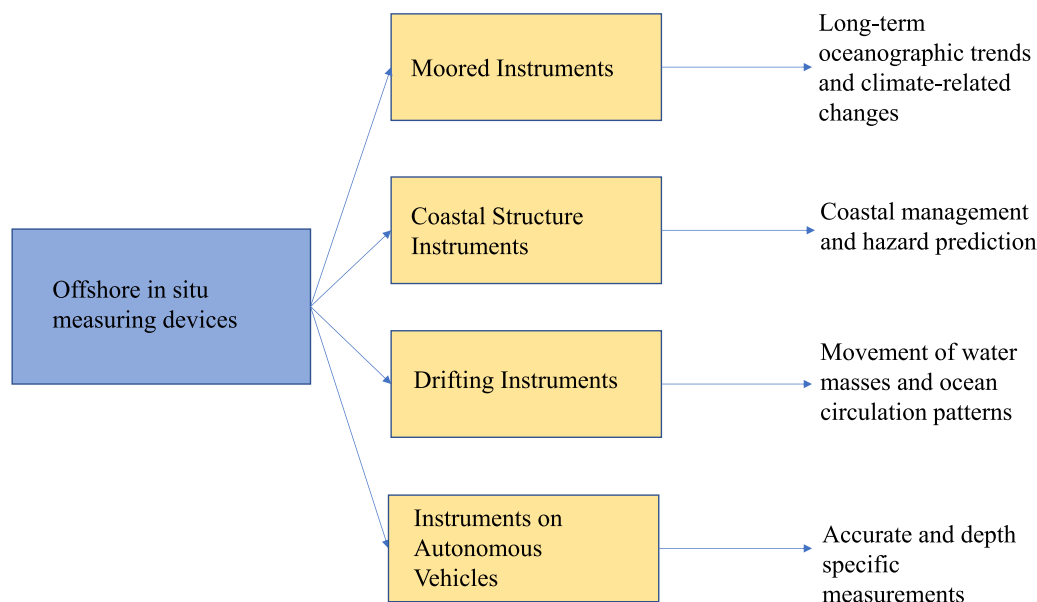 Offshore in situ
measuring devices
Moored Instruments
Long-term
oceanographic trends
and climate-related
changes
Coastal Structure
Instruments
Coastal management
and hazard prediction
Drifting Instruments
Movement of water
masses and ocean
circulation patterns
Instruments on
Autonomous
Vehicles
Accurate and depth
specific
measurements